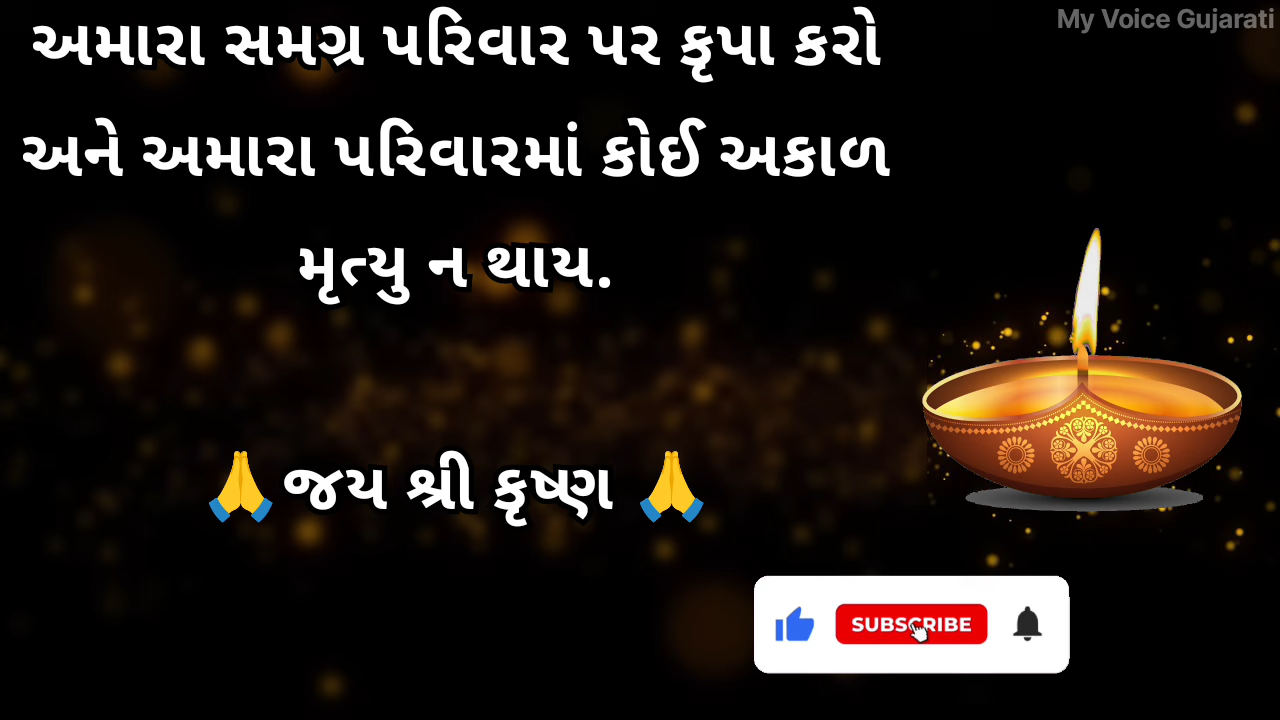 My Voice Gujarati
અમારા સમગ્ર પરિવાર પર કૃપા કરો
અને અમારા પરિવારમાં કોઈ અકાળ
મૃત્યુ ન થાય.
🙏જય શ્રી કૃષ્ણ 🙏
SUBSCRIBE